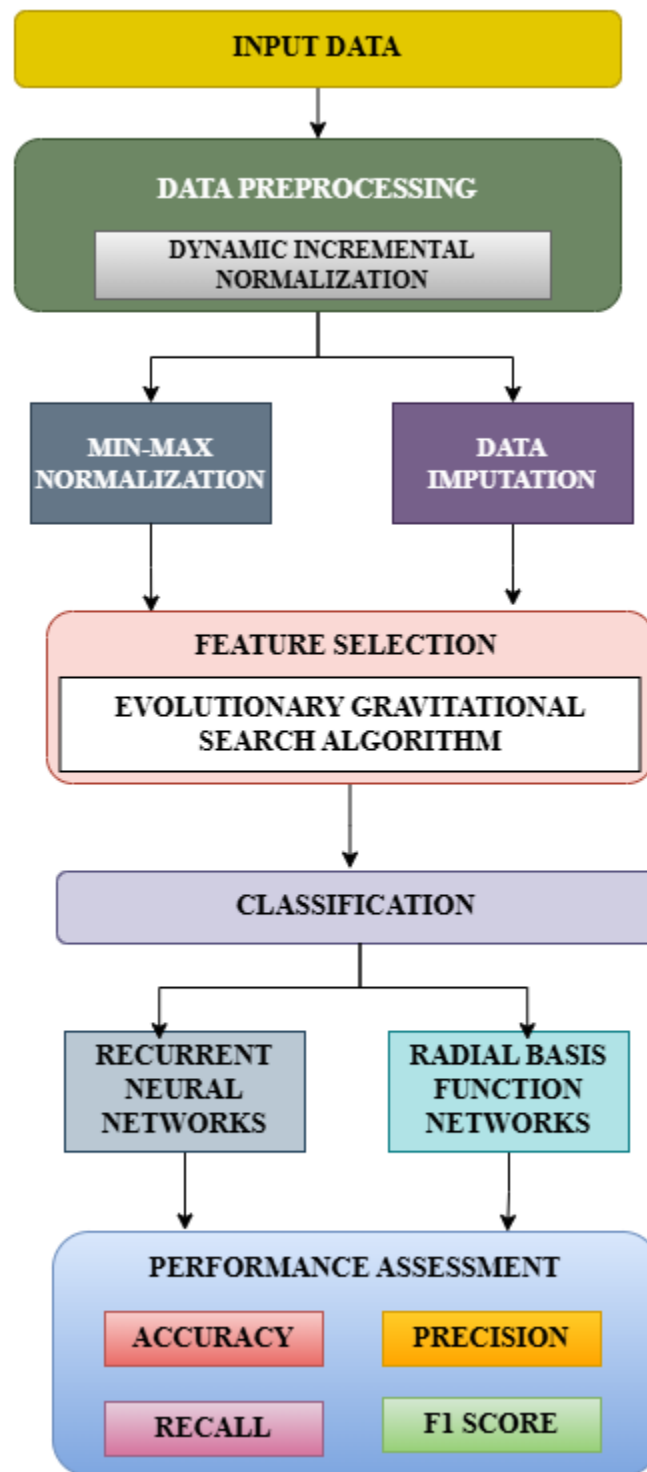 INPUT DATA
DATA PREPROCESSING
DYNAMIC INCREMENTAL
NORMALIZATION
MIN-MAX
NORMALIZATION
DATA
IMPUTATION
FEATURE SELECTION
EVOLUTIONARY GRAVITATIONAL
SEARCH ALGORITHM
CLASSIFICATION
RECURRENT
NEURAL
NETWORKS
RADIAL BASIS
FUNCTION
NETWORKS
PERFORMANCE ASSESSMENT
ACCURACY
PRECISION
RECALL
F1 SCORE